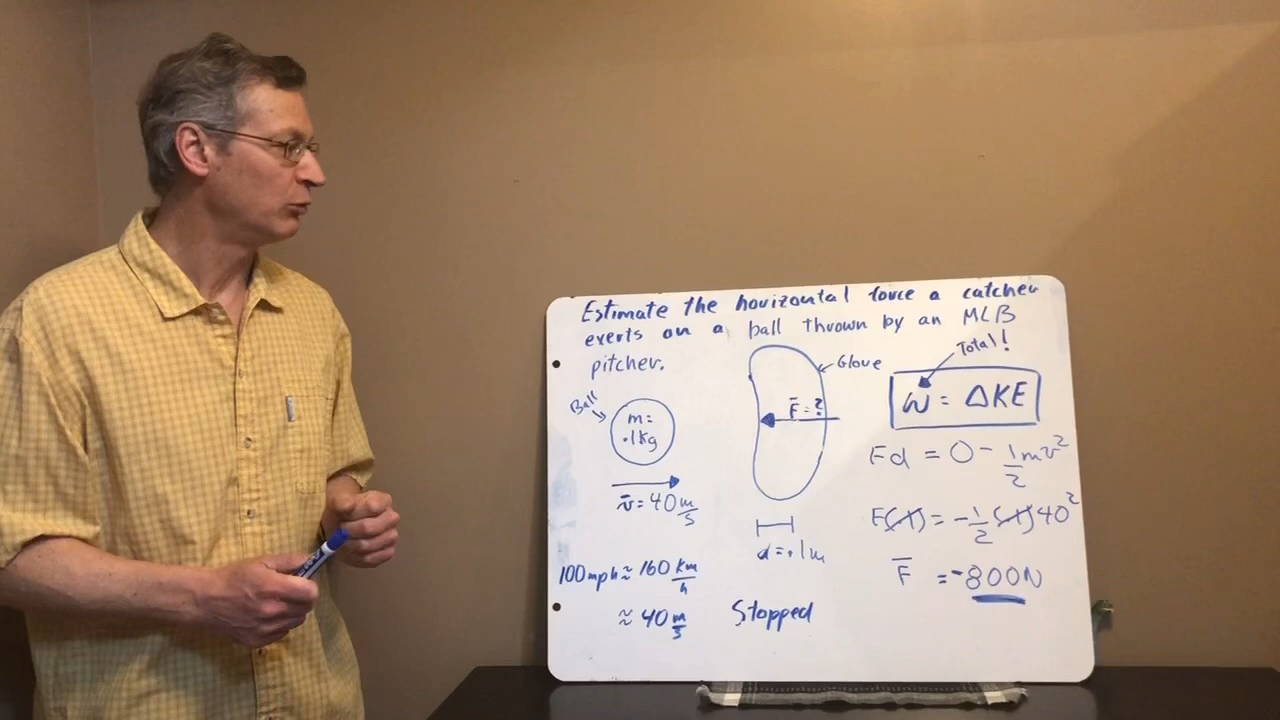 Estimate the horizontal force a catcher
exerts on a ball thrown by an MLB
pitcher.
Ball
m =
.1kg
v̄ = 40 m/s
100mph ≈ 160 km/h
≈ 40 m/s
Glove
F̄ = ?
d = .1m
Stopped
Total!
W = ΔKE
Fd = 0 - 1/2 mv²
F(.1) = -1/2 (.1) 40²
F̄ = -800N